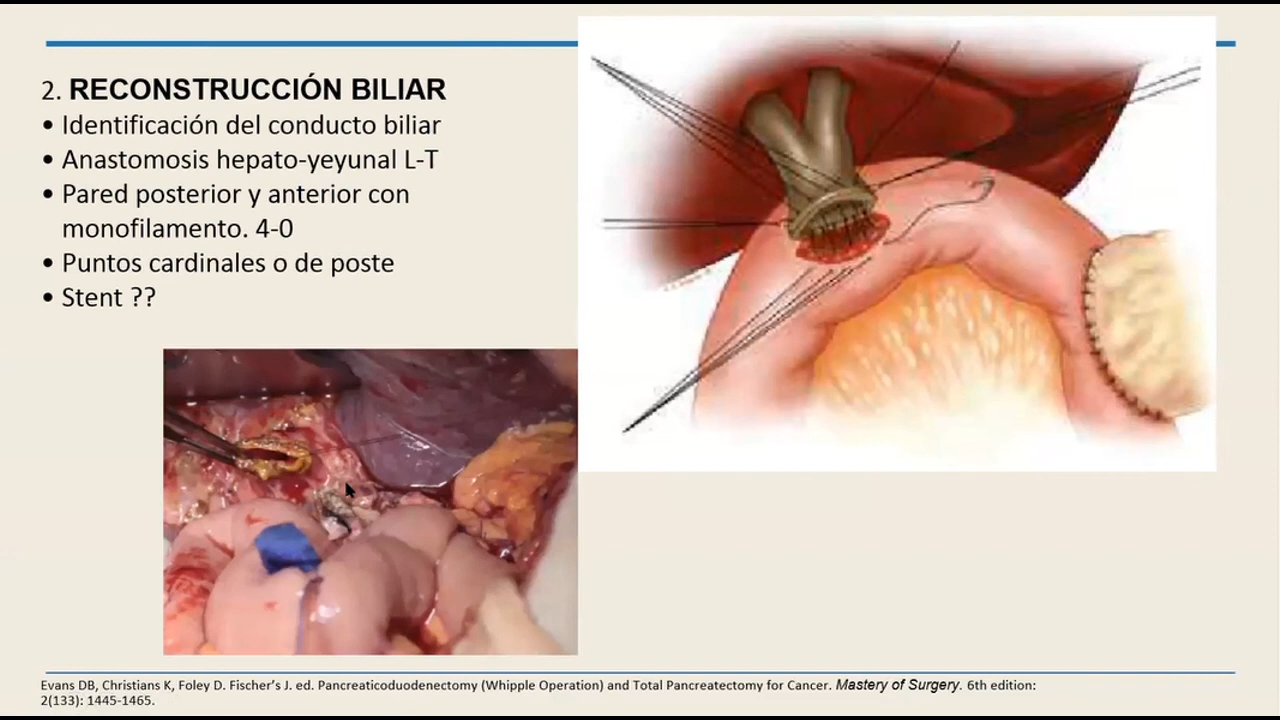 2. RECONSTRUCCIÓN BILIAR
• Identificación del conducto biliar
• Anastomosis hepato-yeyunal L-T
• Pared posterior y anterior con
monofilamento. 4-0
• Puntos cardinales o de poste
• Stent ??
Evans DB, Christians K, Foley D. Fischer’s J. ed. Pancreaticoduodenectomy (Whipple Operation) and Total Pancreatectomy for Cancer. Mastery of Surgery. 6th edition:
2(133): 1445-1465.